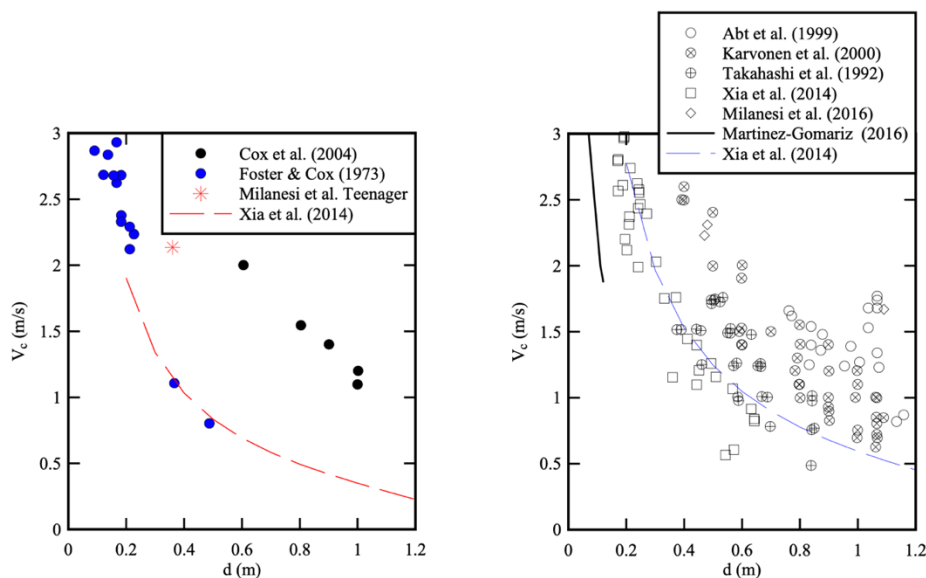 3
2.5
2
1.5
1
0.5
0
V_c (m/s)
0 0.2 0.4 0.6 0.8 1 1.2
d (m)
Cox et al. (2004)
Foster & Cox (1973)
Milanesi et al. Teenager
Xia et al. (2014)
Abt et al. (1999)
Karvonen et al. (2000)
Takahashi et al. (1992)
Xia et al. (2014)
Milanesi et al. (2016)
Martinez-Gomariz (2016)
Xia et al. (2014)
3
2.5
2
1.5
1
0.5
0
V_c (m/s)
0 0.2 0.4 0.6 0.8 1 1.2
d (m)